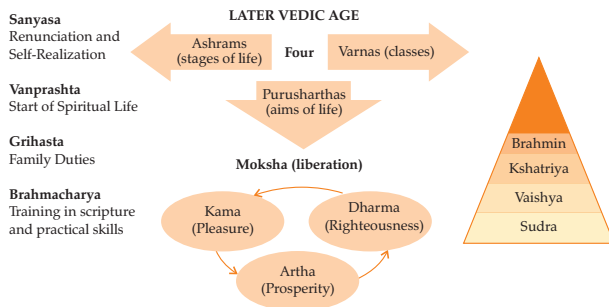 LATER VEDIC AGE
Sanyasa
Renunciation and
Self-Realization
Vanprashta
Start of Spiritual Life
Grihasta
Family Duties
Brahmacharya
Training in scripture
and practical skills
Ashrams
(stages of life)
Four
Varnas (classes)
Purusharthas
(aims of life)
Moksha (liberation)
Kama
(Pleasure)
Dharma
(Righteousness)
Artha
(Prosperity)
Brahmin
Kshatriya
Vaishya
Sudra